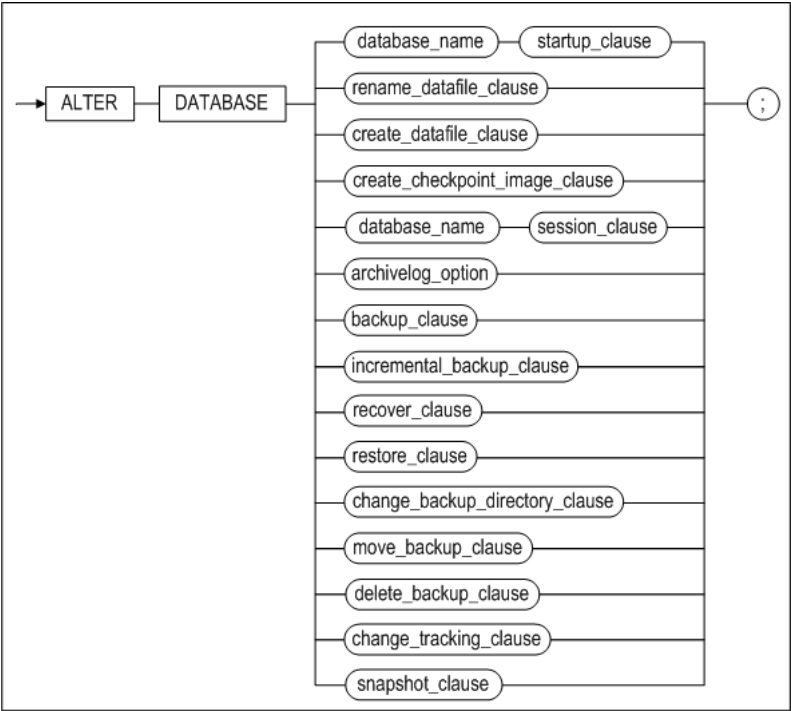 database_name startup_clause
rename_datafile_clause
ALTER DATABASE ;
create_datafile_clause
create_checkpoint_image_clause
database_name session_clause
archivelog_option
backup_clause
incremental_backup_clause
recover_clause
restore_clause
change_backup_directory_clause
move_backup_clause
delete_backup_clause
change_tracking_clause
snapshot_clause